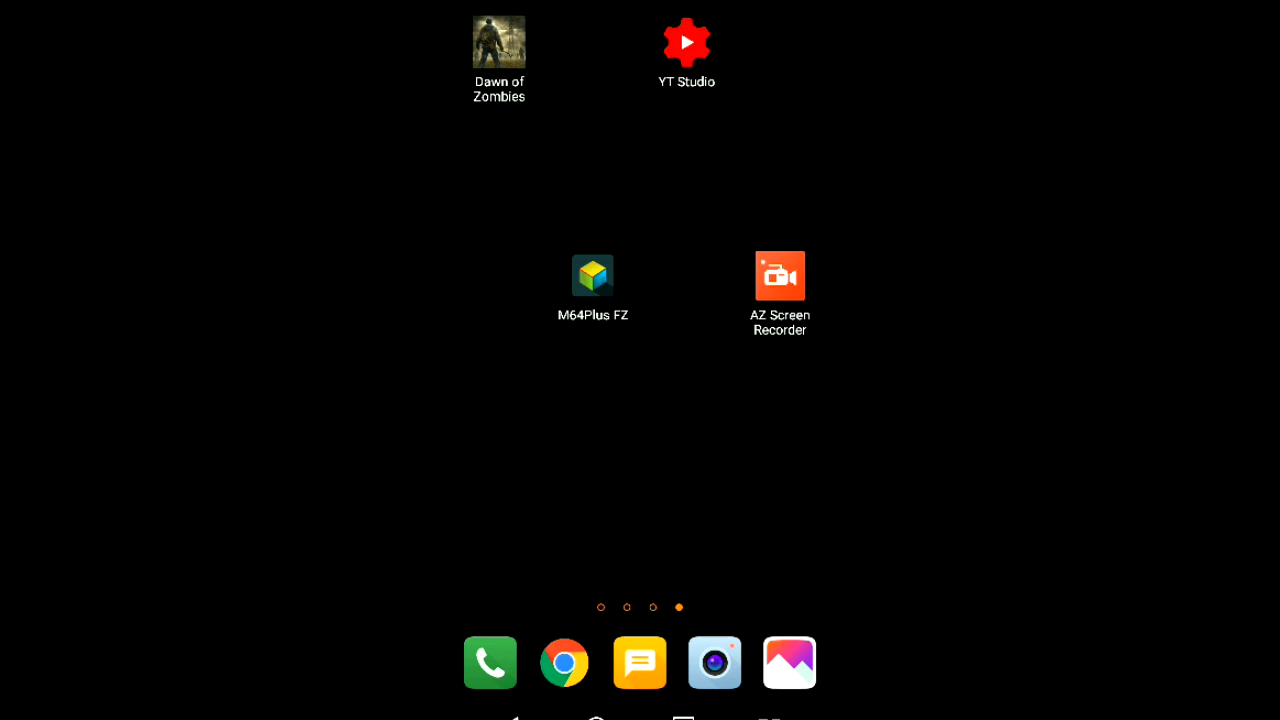 Dawn of
Zombies
YT Studio
M64Plus FZ
AZ Screen
Recorder